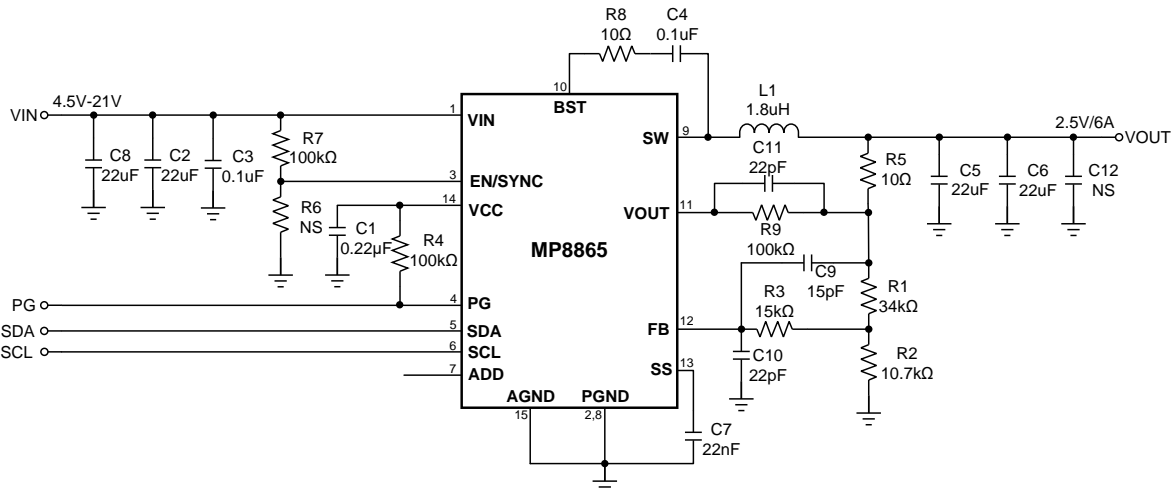 R8
10Ω
C4
0.1uF
10
BST
VIN
4.5V-21V
1
VIN
C8
22uF
C2
22uF
C3
0.1uF
R7
100kΩ
3
EN/SYNC
R6
NS
14
VCC
C1
0.22µF
R4
100kΩ
PG
4
PG
SDA
5
SDA
SCL
6
SCL
7
ADD
MP8865
AGND
15
PGND
2,8
SW
9
L1
1.8uH
2.5V/6A
VOUT
C11
22pF
R5
10Ω
C5
22uF
C6
22uF
C12
NS
VOUT
11
R9
100kΩ
C9
15pF
R1
34kΩ
R3
15kΩ
FB
12
C10
22pF
R2
10.7kΩ
SS
13
C7
22nF